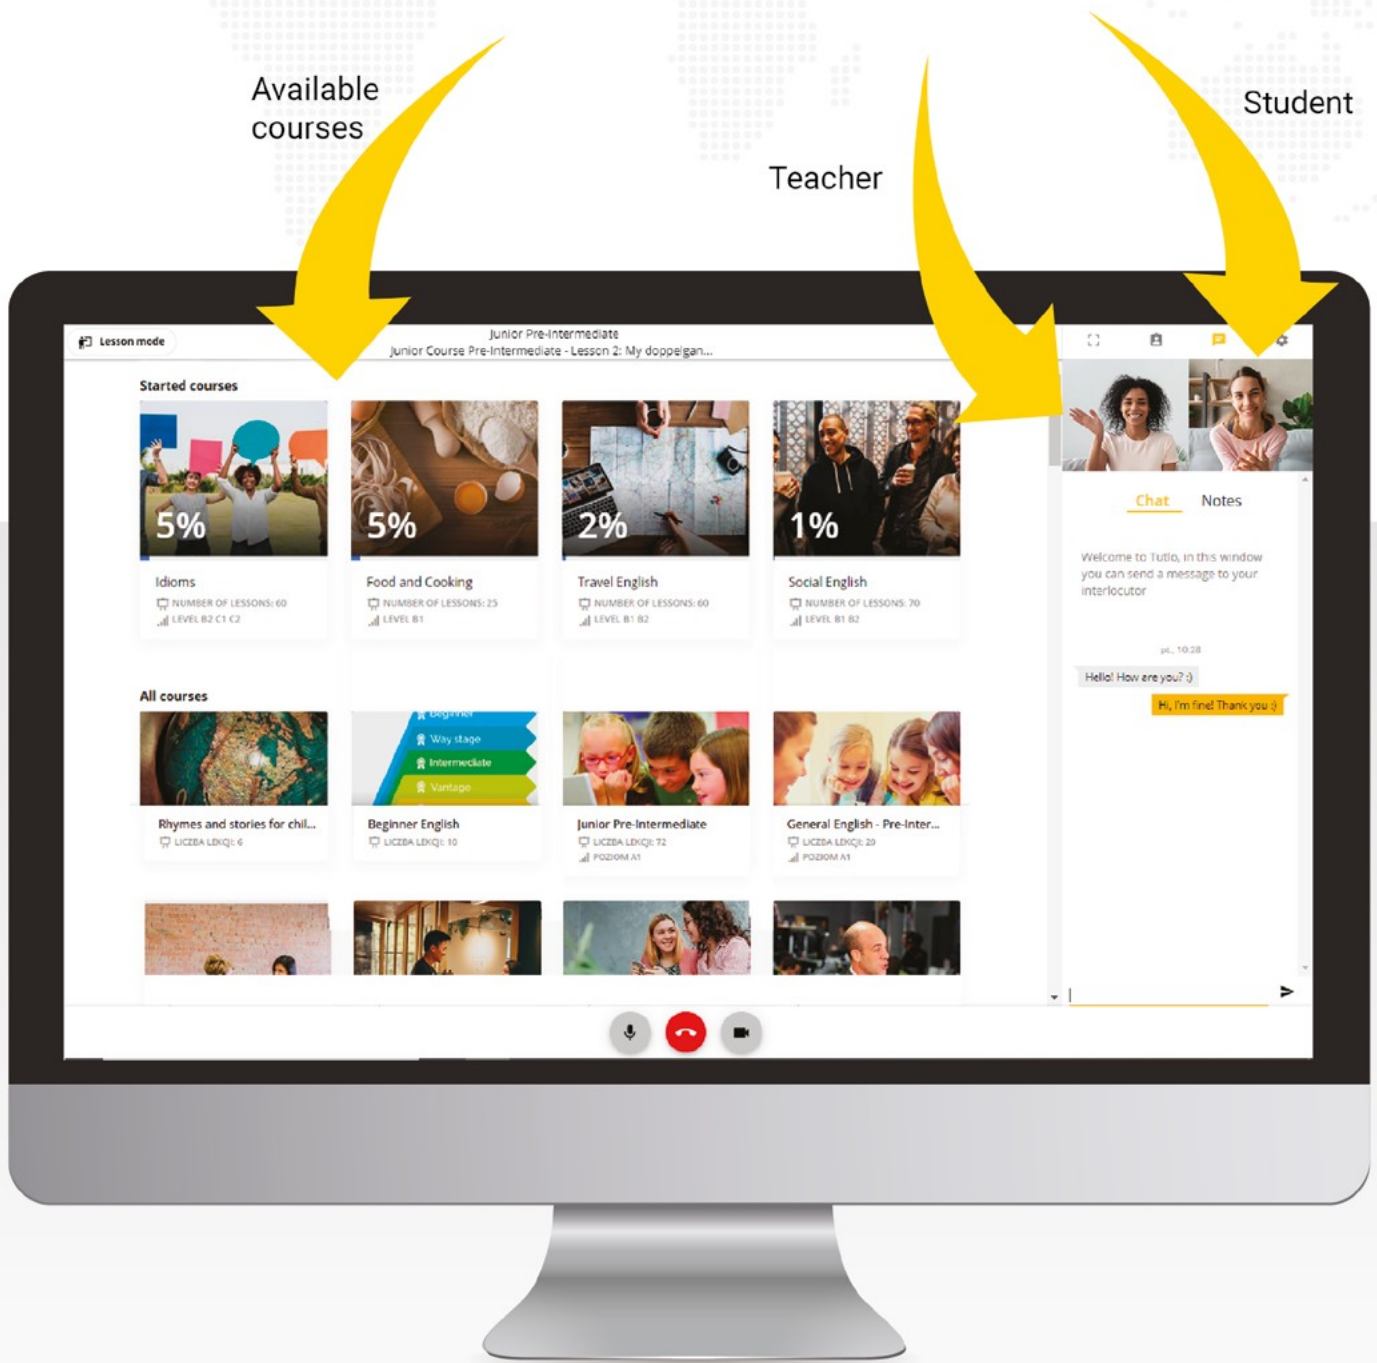 Available
courses
Teacher
Student
Lesson mode
Junior Pre-Intermediate
Junior Course Pre-Intermediate - Lesson 2: My doppelgan...
Started courses
5%
5%
2%
1%
Idioms
NUMBER OF LESSONS: 60
LEVEL B2 C1 C2
Food and Cooking
NUMBER OF LESSONS: 25
LEVEL B1
Travel English
NUMBER OF LESSONS: 60
LEVEL B1 B2
Social English
NUMBER OF LESSONS: 70
LEVEL B1 B2
All courses
Beginner
Way stage
Intermediate
Vantage
Rhymes and stories for chil...
LICZBA LEKCJI: 6
Beginner English
LICZBA LEKCJI: 10
Junior Pre-Intermediate
LICZBA LEKCJI: 72
POZIOM A1
General English - Pre-Inter...
LICZBA LEKCJI: 20
POZIOM A1
Chat
Notes
Welcome to Tutlo, in this window
you can send a message to your
interlocutor
pt., 10:28
Hello! How are you? :)
Hi, I'm fine! Thank you :)